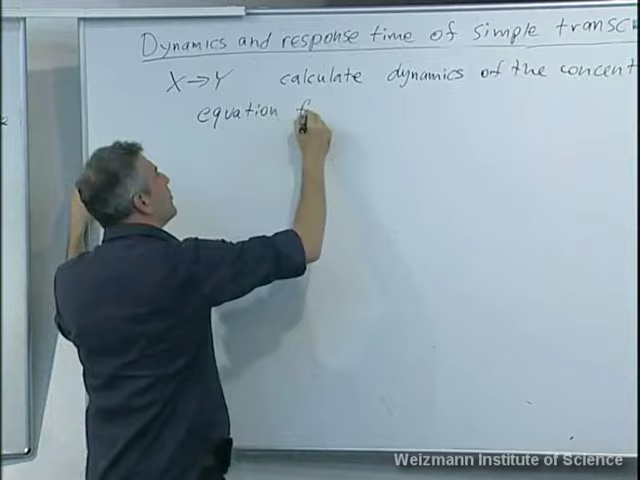 Dynamics and response time of simple transc
X → Y calculate dynamics of the concent
equation f
Weizmann Institute of Science